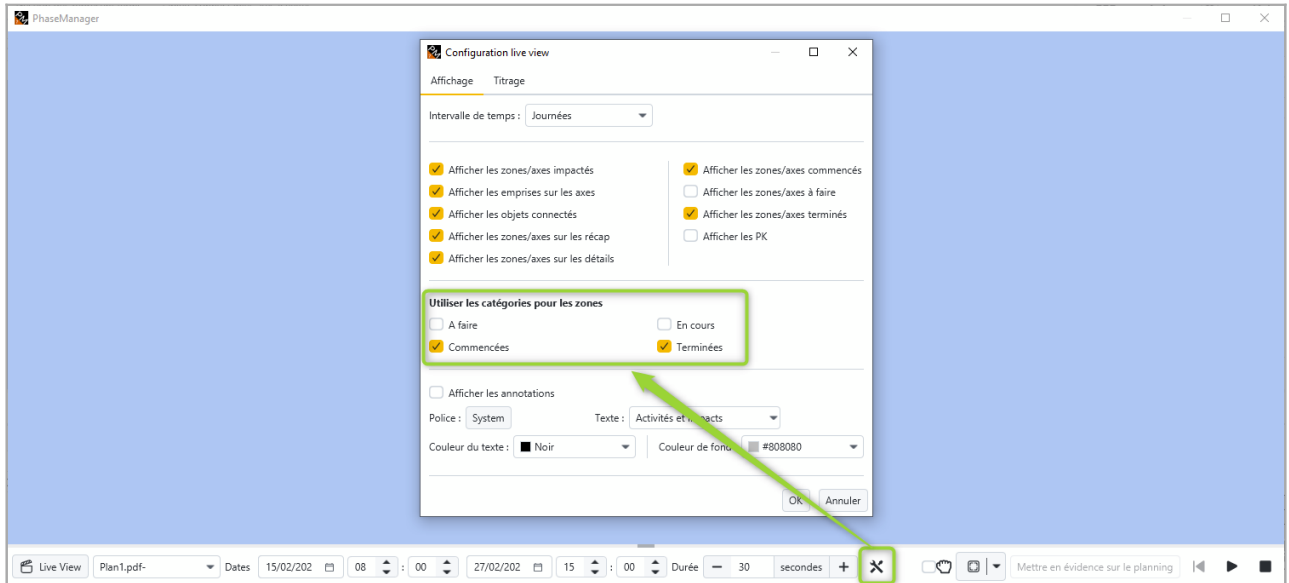 PhaseManager
Configuration live view
Affichage Titrage
Intervalle de temps : Journées
Afficher les zones/axes impactés
Afficher les zones/axes commencés
Afficher les emprises sur les axes
Afficher les zones/axes à faire
Afficher les objets connectés
Afficher les zones/axes terminés
Afficher les zones/axes sur les récap
Afficher les PK
Afficher les zones/axes sur les détails
Utiliser les catégories pour les zones
A faire En cours
Commencées Terminées
Afficher les annotations
Police : System Texte : Activités et
Couleur du texte : Noir Couleur de fond #808080
OK Annuler
Live View Plan1.pdf- Dates 15/02/202 08 : 00 27/02/202 15 : 00 Durée 30 secondes Mettre en évidence sur le planning